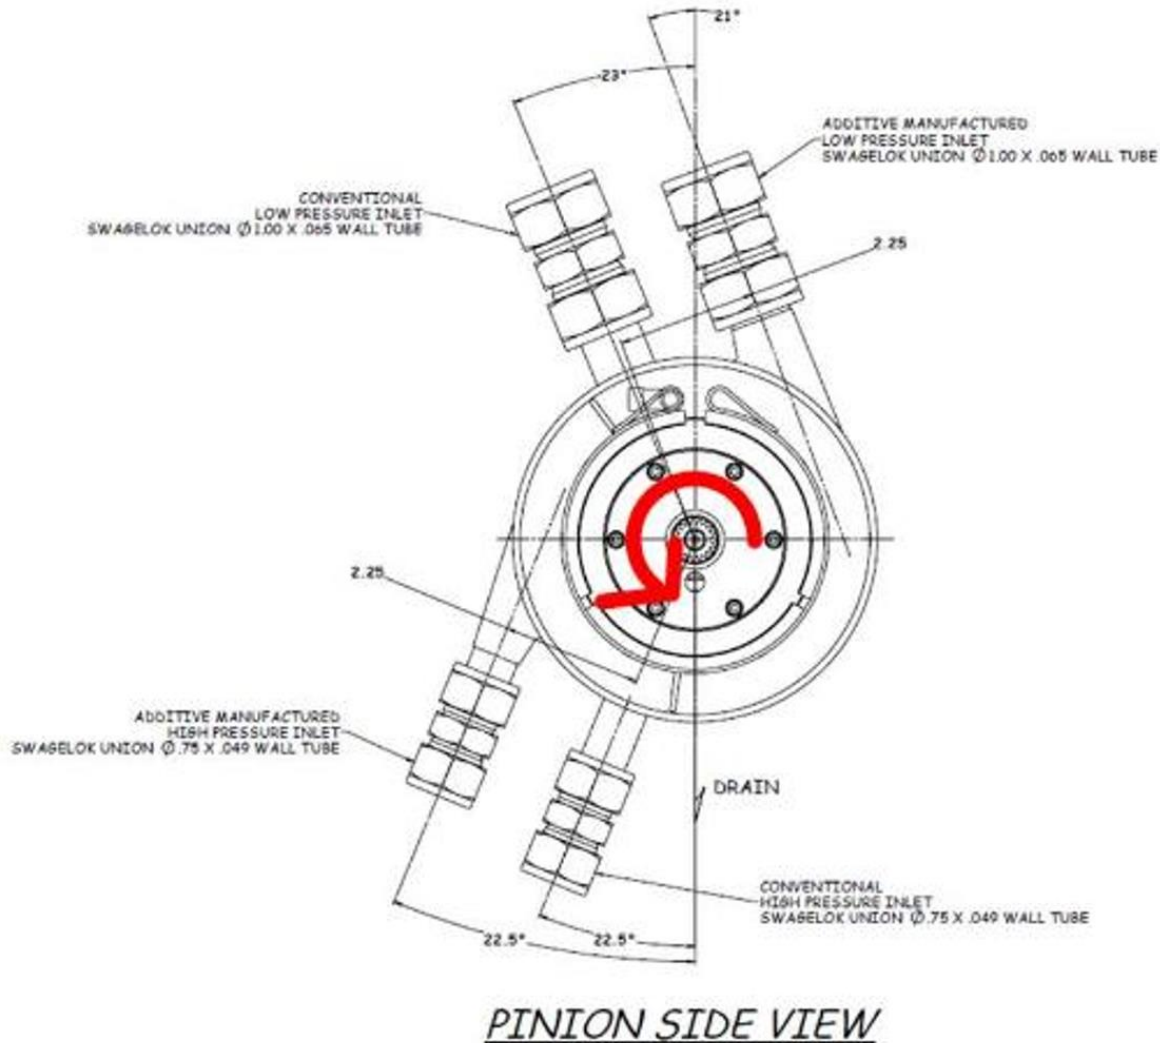 21°
23°
ADDITIVE MANUFACTURED
LOW PRESSURE INLET
SWAGELOK UNION Ø1.00 X .065 WALL TUBE
CONVENTIONAL
LOW PRESSURE INLET
SWAGELOK UNION Ø1.00 X .065 WALL TUBE
2.25
2.25
ADDITIVE MANUFACTURED
HIGH PRESSURE INLET
SWAGELOK UNION Ø.75 X .049 WALL TUBE
DRAIN
CONVENTIONAL
HIGH PRESSURE INLET
SWAGELOK UNION Ø.75 X .049 WALL TUBE
22.5°
22.5°
PINION SIDE VIEW